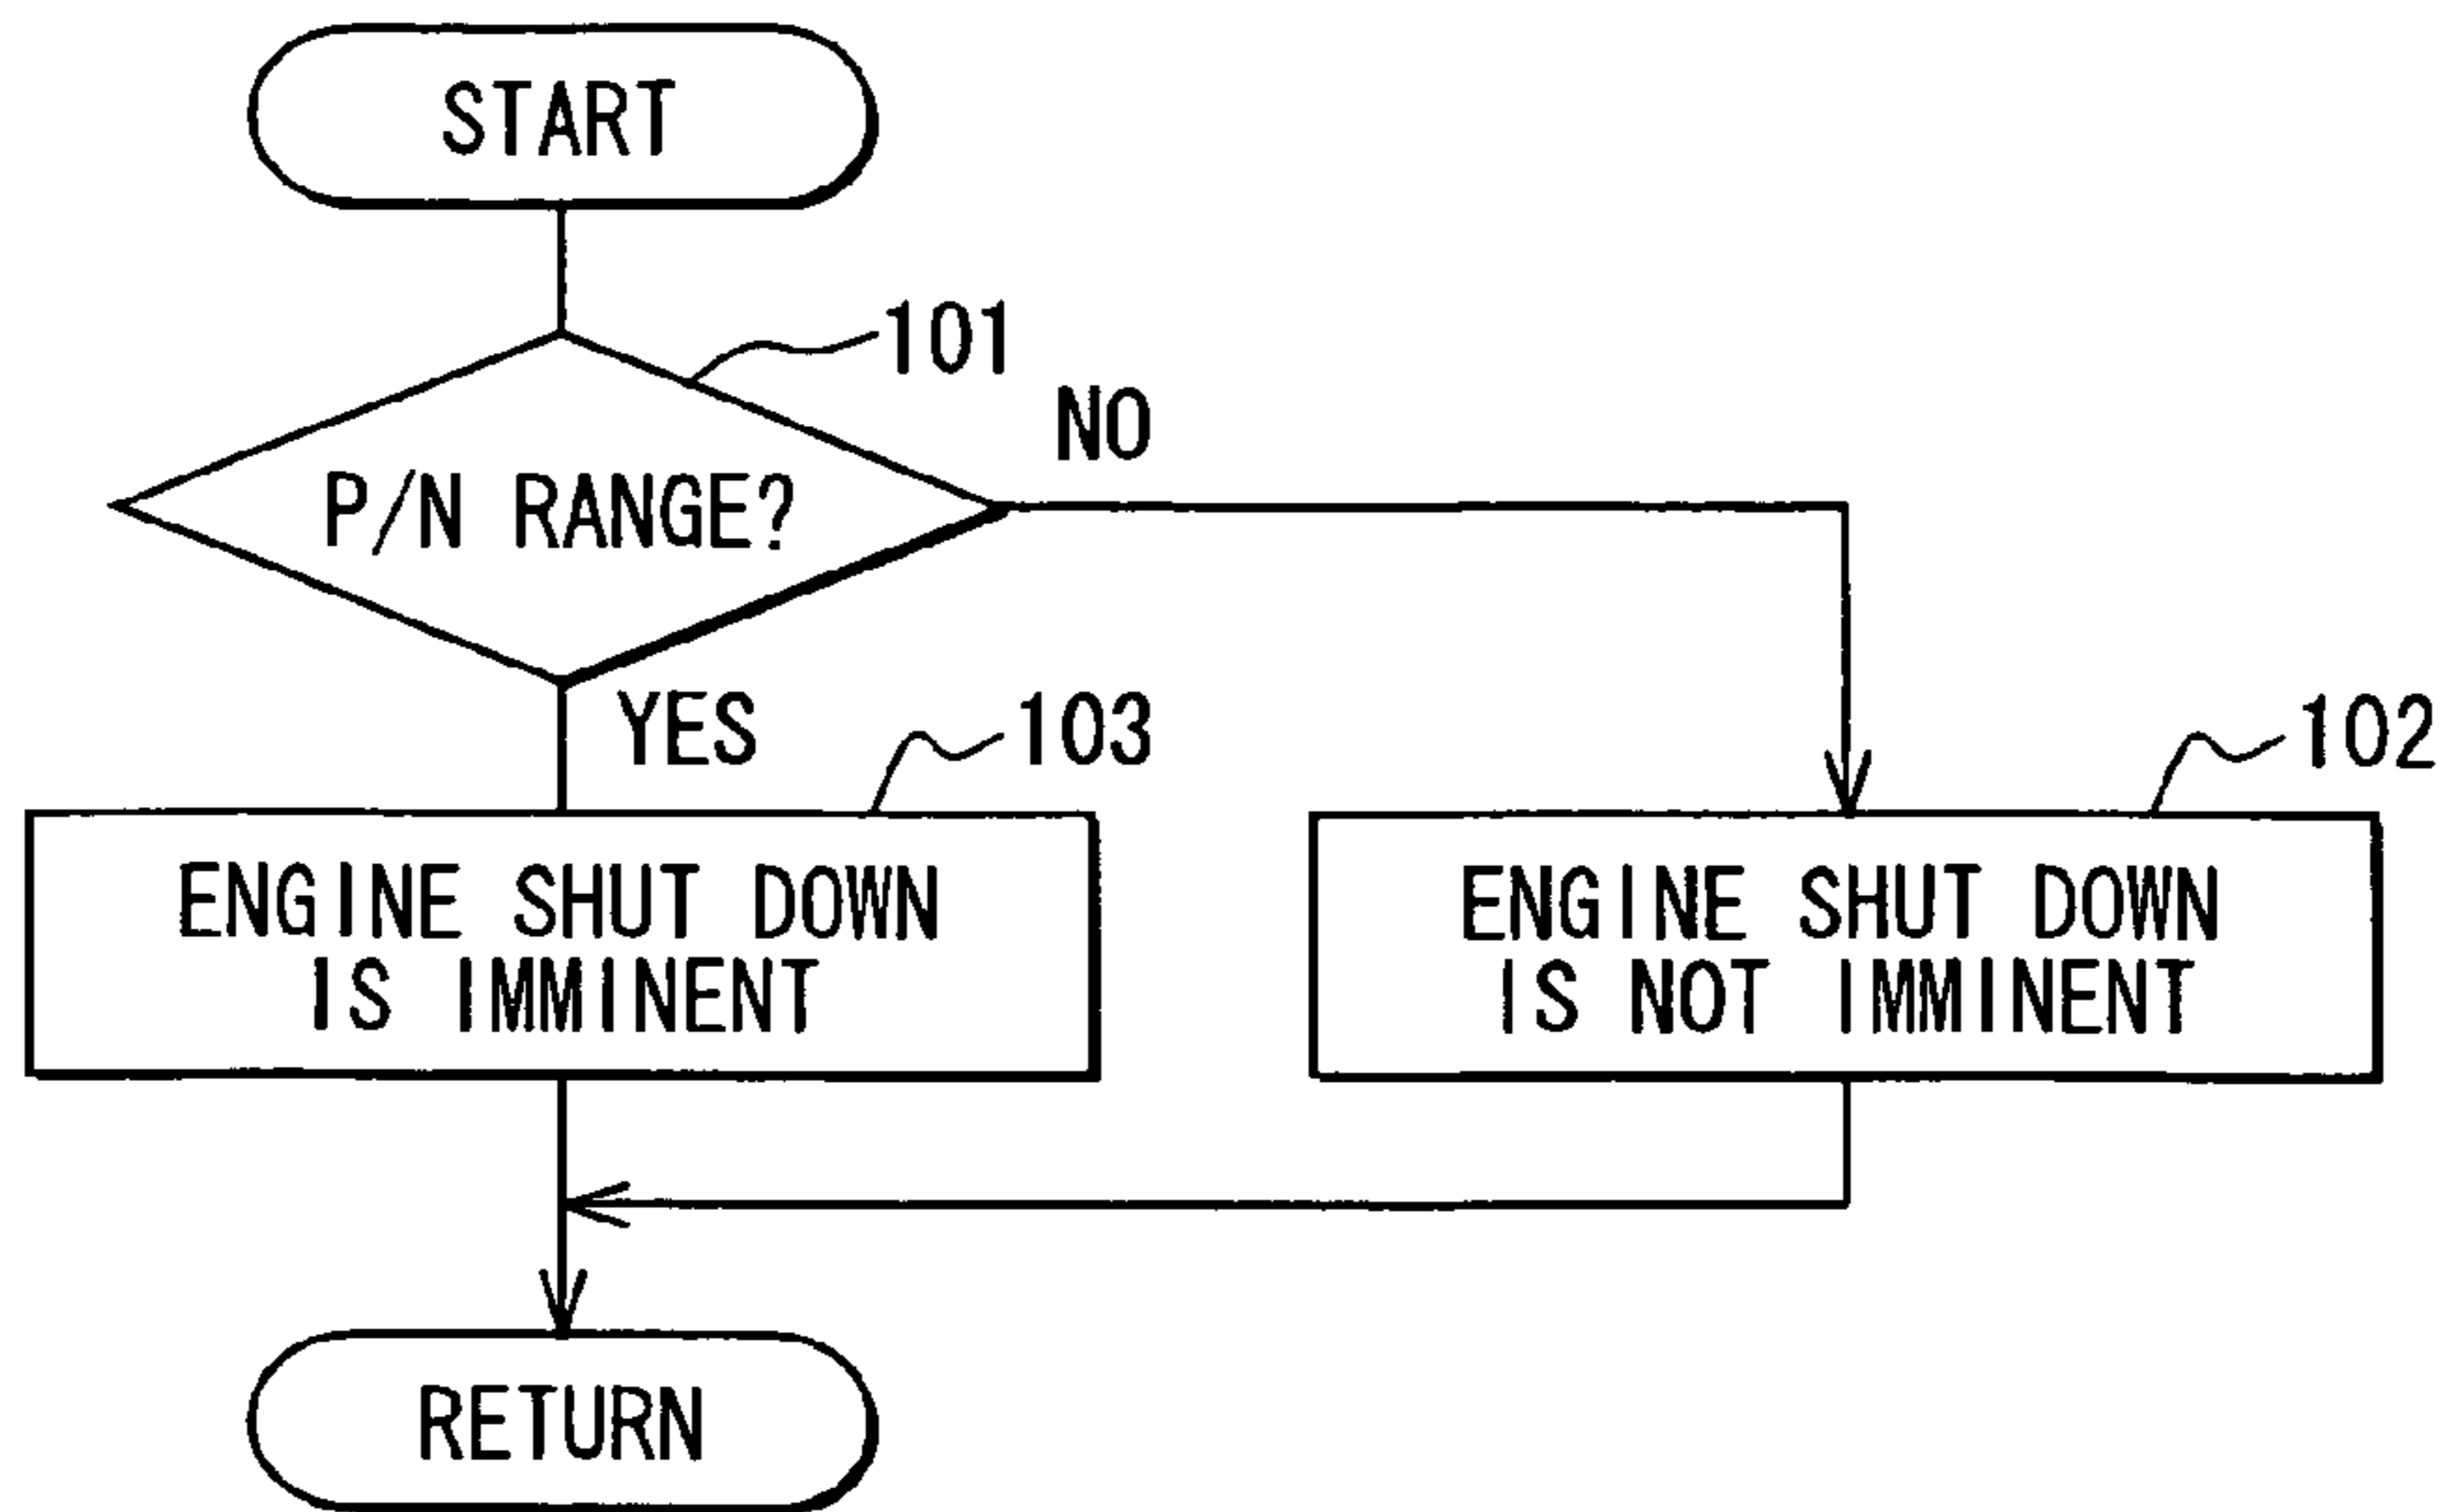 START
101
NO
P/N RANGE?
YES
103
102
ENGINE SHUT DOWN
IS IMMINENT
ENGINE SHUT DOWN
IS NOT IMMINENT
RETURN